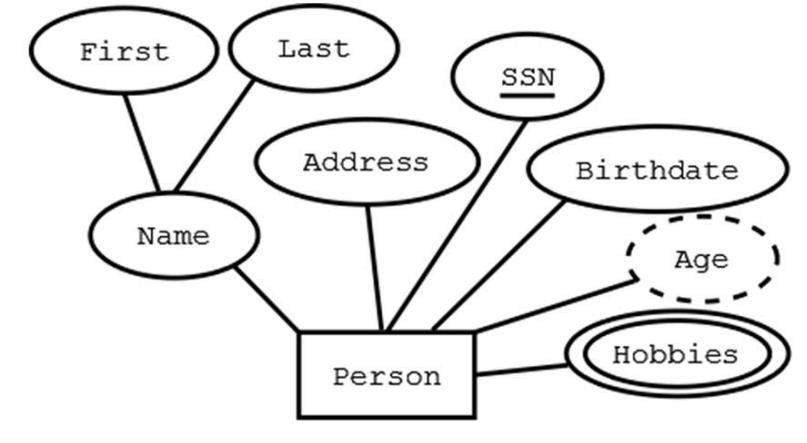 First
Last
SSN
Address
Birthdate
Name
Age
Hobbies
Person